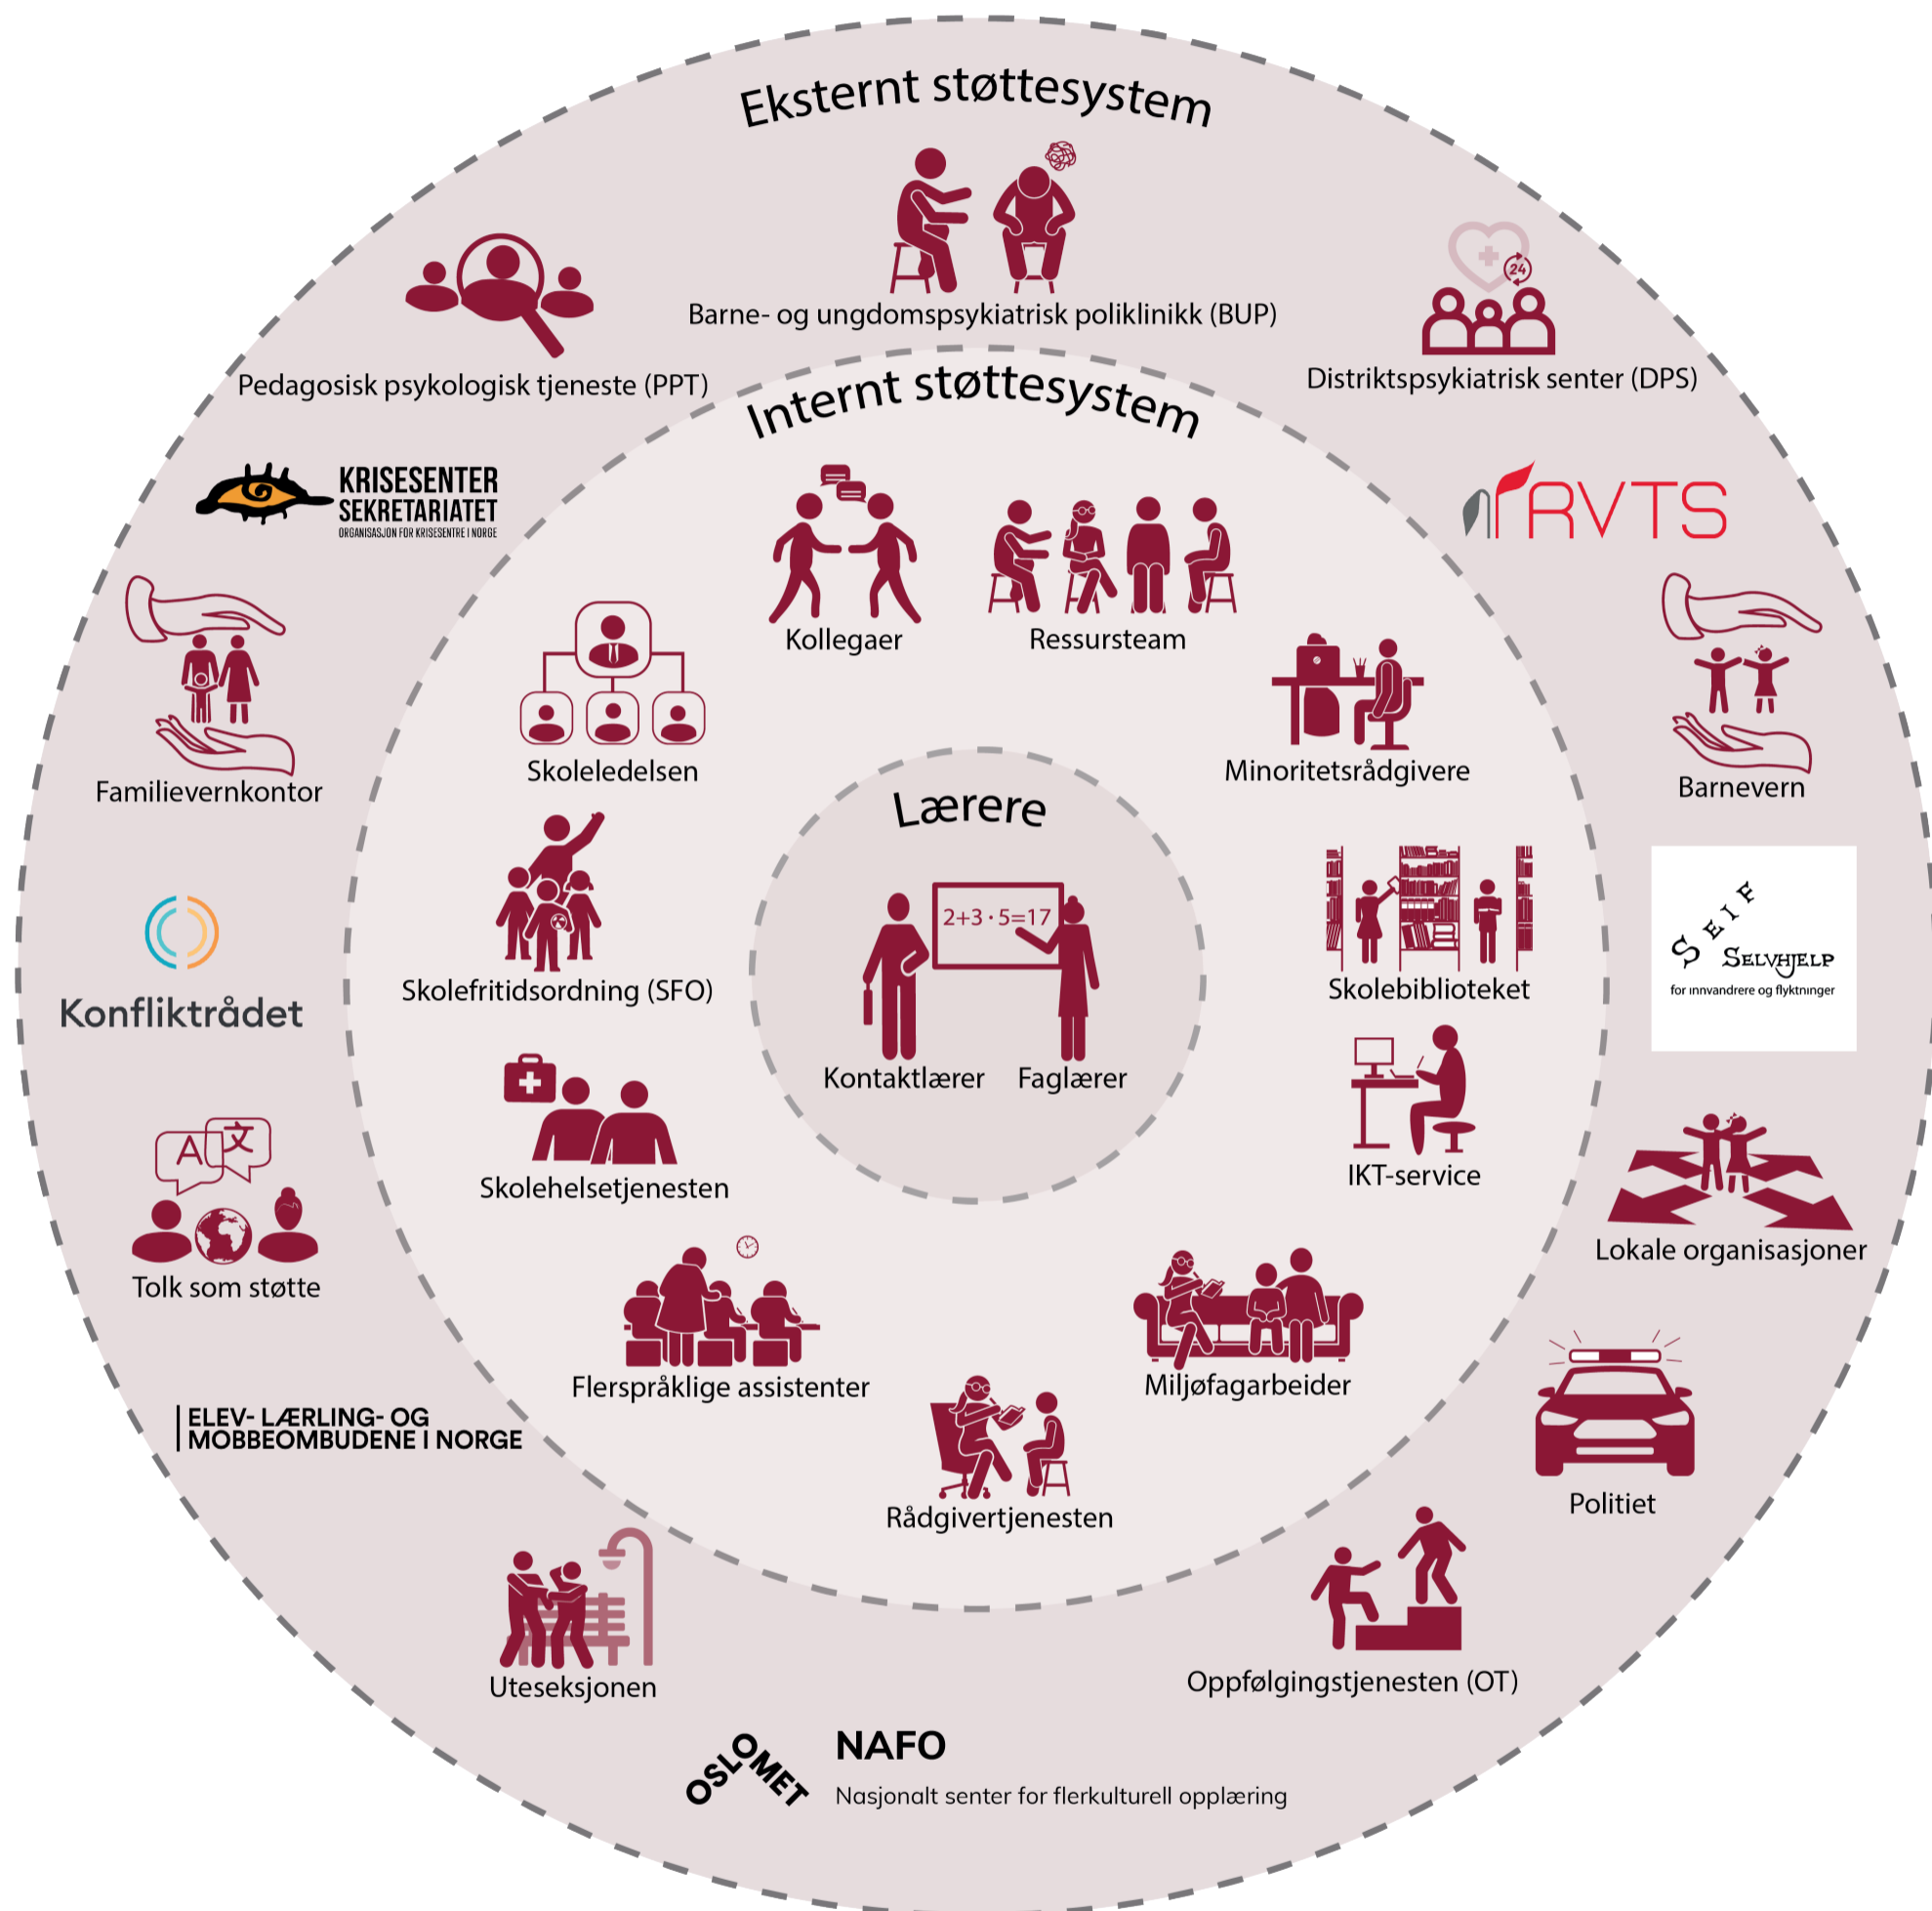 Eksternt støttesystem
Barne- og ungdomspsykiatrisk poliklinikk (BUP)
24
Distriktspsykiatrisk senter (DPS)
Pedagosisk psykologisk tjeneste (PPT)
Internt støttesystem
KRISESENTER
SEKRETARIATET
ORGANISASJON FOR KRISESENTRE I NORGE
RVTS
Kollegaer
Ressursteam
Skoleledelsen
Minoritetsrådgivere
Familievernkontor
Barnevern
Lærere
2+3·5=17
Kontaktlærer
Faglærer
Skolefritidsordning (SFO)
Skolebiblioteket
Konfliktrådet
SEIF
SELVHJELP
for innvandrere og flyktninger
Skolehelsetjenesten
IKT-service
A文
Tolk som støtte
Lokale organisasjoner
Flerspråklige assistenter
Miljøfagarbeider
ELEV- LÆRLING- OG
MOBBEOMBUDENE I NORGE
Rådgivertjenesten
Politiet
Uteseksjonen
Oppfølgingstjenesten (OT)
OSLOMET
NAFO
Nasjonalt senter for flerkulturell opplæring